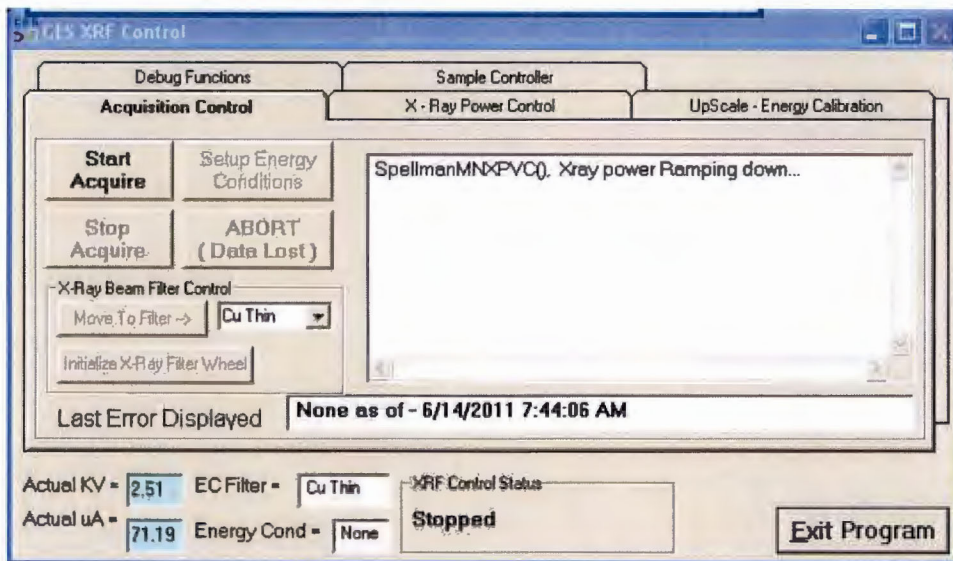 GLS XRF Control
Debug Functions
Sample Controller
Acquisition Control
X - Ray Power Control
UpScale - Energy Calibration
Start
Acquire
Setup Energy
Conditions
Stop
Acquire
ABORT
( Data Lost )
SpellmanMNXPVC(), Xray power Ramping down...
X-Ray Beam Filter Control
Move To Filter ->
Cu Thin
Initialize X-Ray Filter Wheel
Last Error Displayed
None as of - 6/14/2011 7:44:06 AM
Actual KV = 2.51
EC Filter = Cu Thin
XRF Control Status
Stopped
Actual uA = 71.19
Energy Cond = None
Exit Program